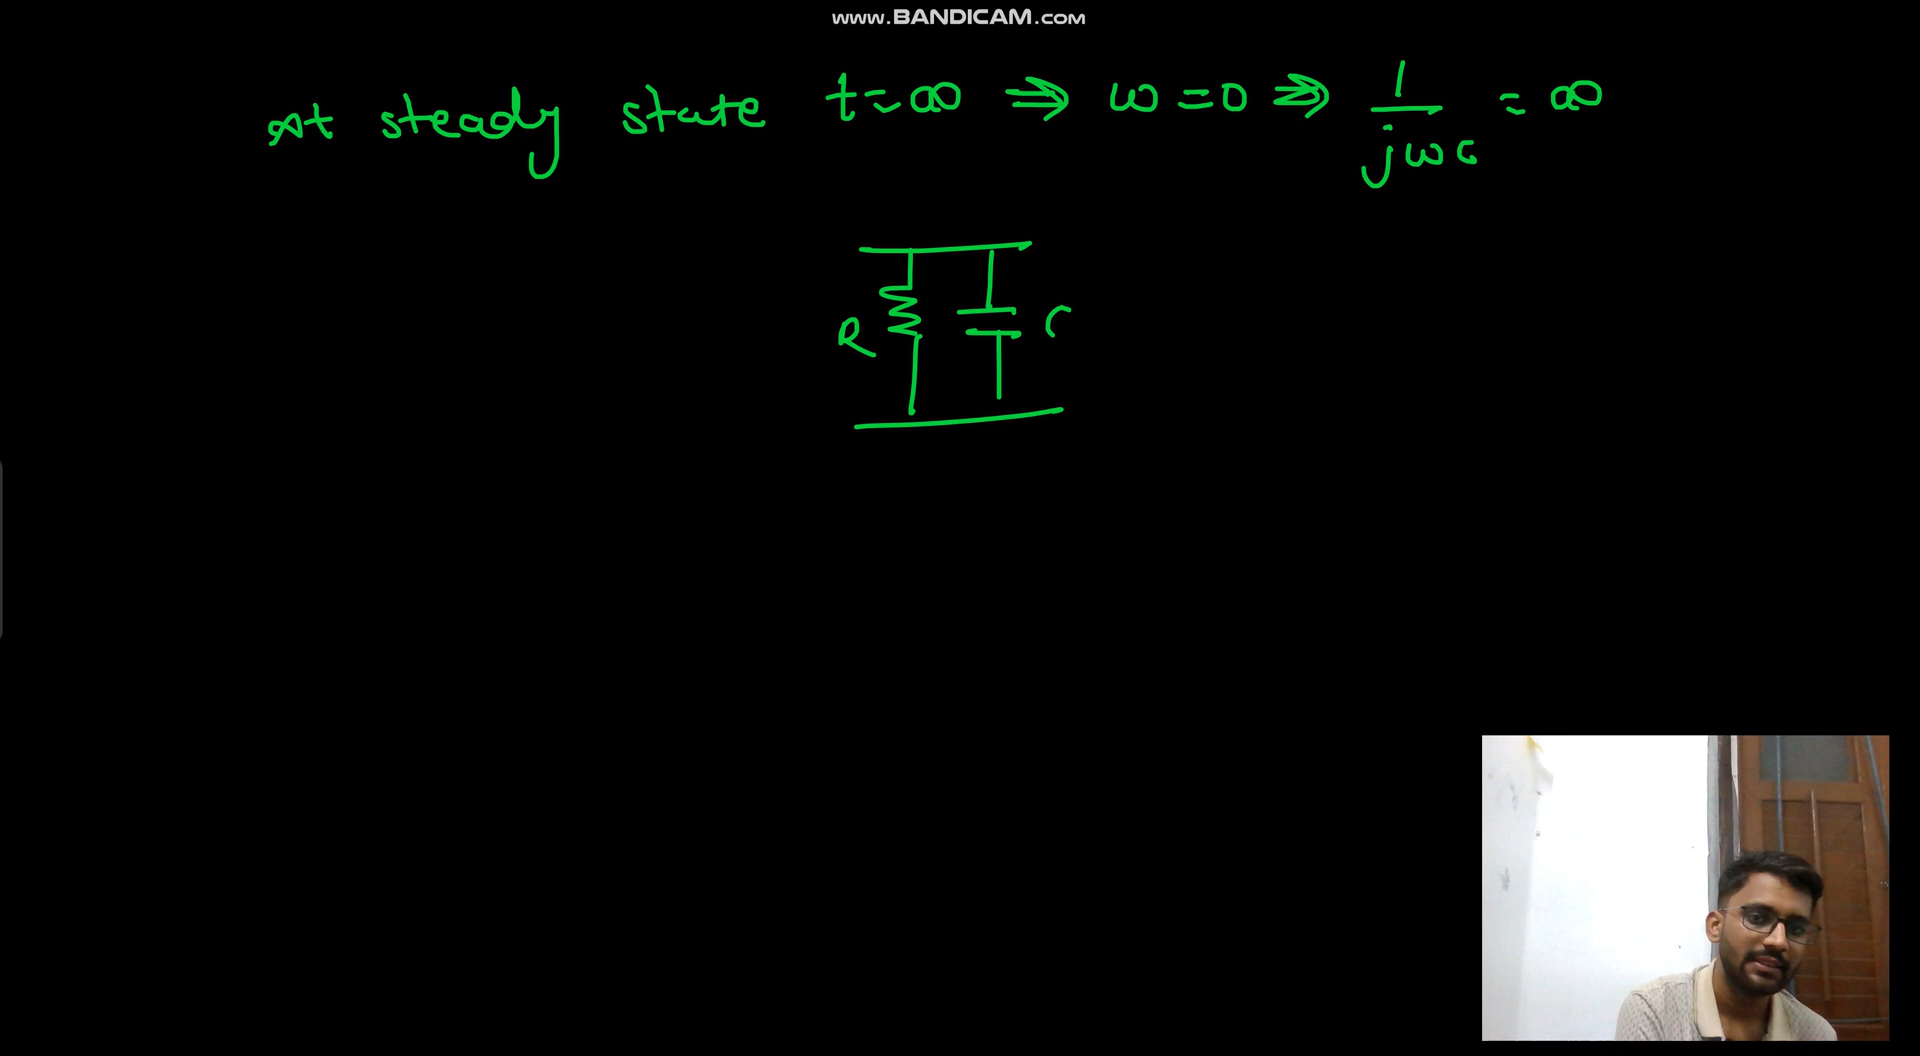 www.BANDICAM.com
At steady state t=∞ ⇒ ω=0 ⇒ 1/jωc = ∞
R C